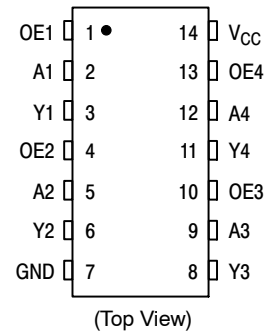 OE1 1 14 VCC
A1 2 13 OE4
Y1 3 12 A4
OE2 4 11 Y4
A2 5 10 OE3
Y2 6 9 A3
GND 7 8 Y3
(Top View)